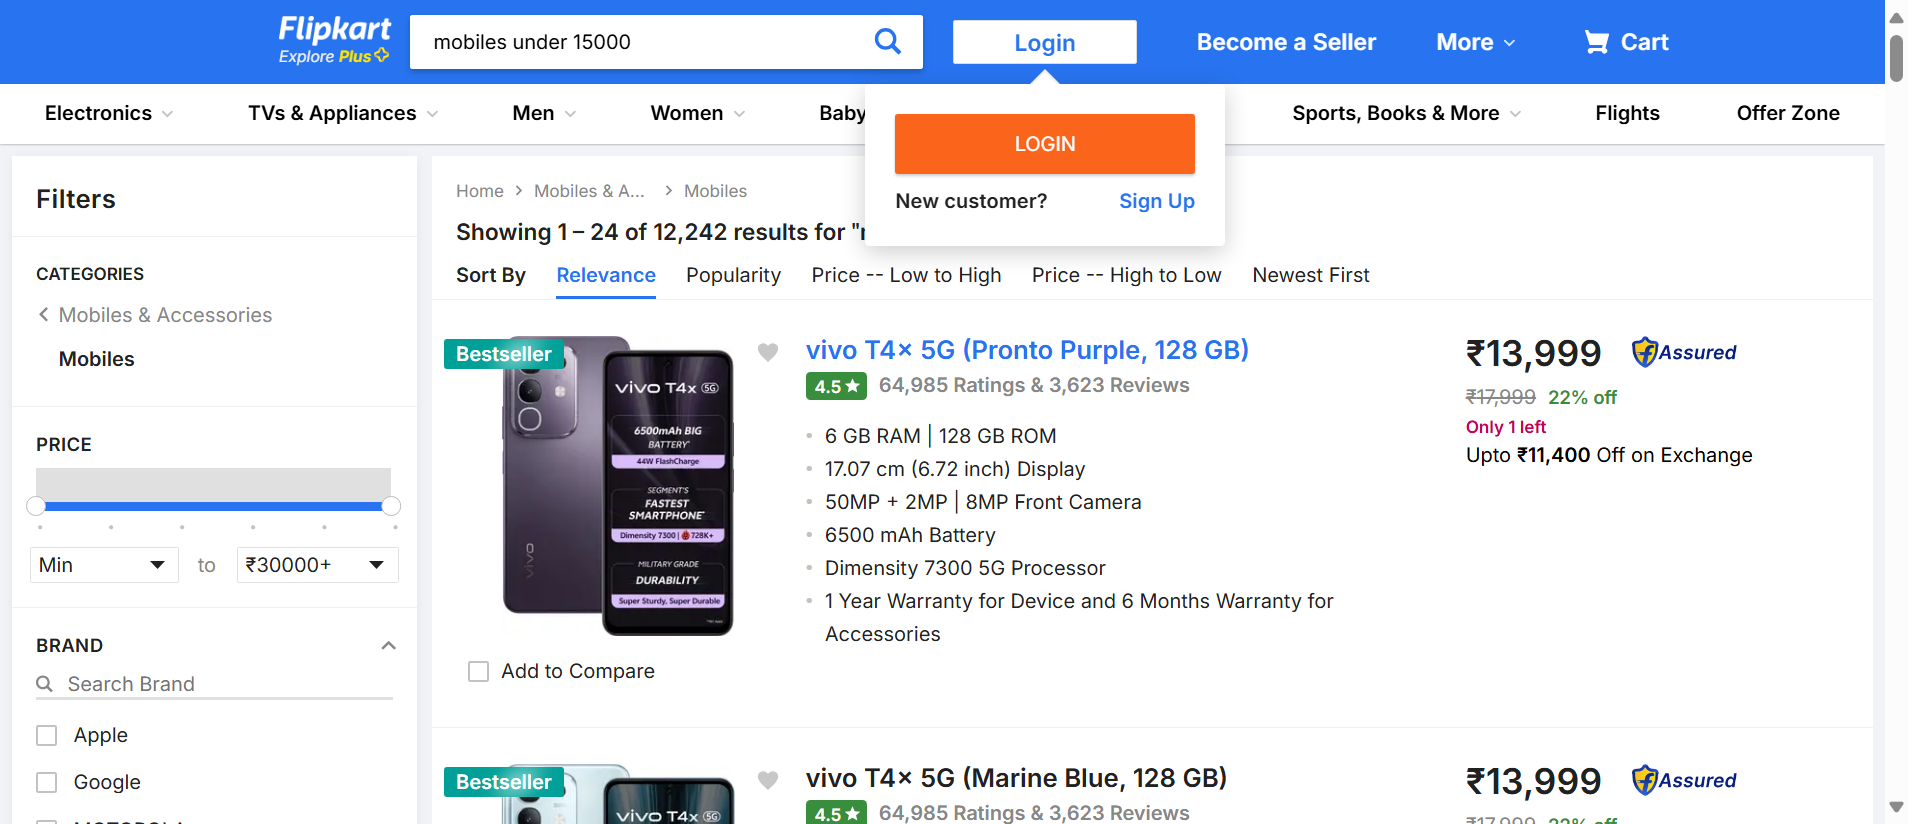 Flipkart
Explore Plus
mobiles under 15000
Login
Become a Seller
More
Cart
Electronics
TVs & Appliances
Men
Women
Baby
Sports, Books & More
Flights
Offer Zone
LOGIN
New customer?
Sign Up
Filters
CATEGORIES
Mobiles & Accessories
Mobiles
PRICE
Min
to
₹30000+
BRAND
Search Brand
Apple
Google
MOTOROLA
Home
Mobiles & A...
Mobiles
Showing 1 – 24 of 12,242 results for "
Sort By
Relevance
Popularity
Price -- Low to High
Price -- High to Low
Newest First
Bestseller
vivo T4x 5G
6500mAh BIG
BATTERY*
44W FlashCharge
SEGMENT'S
FASTEST
SMARTPHONE*
Dimensity 7300 | 728K+
MILITARY GRADE
DURABILITY
Super Sturdy, Super Durable
vivo
Add to Compare
vivo T4x 5G (Pronto Purple, 128 GB)
4.5★
64,985 Ratings & 3,623 Reviews
6 GB RAM | 128 GB ROM
17.07 cm (6.72 inch) Display
50MP + 2MP | 8MP Front Camera
6500 mAh Battery
Dimensity 7300 5G Processor
1 Year Warranty for Device and 6 Months Warranty for
Accessories
₹13,999
Assured
₹17,999 22% off
Only 1 left
Upto ₹11,400 Off on Exchange
Bestseller
vivo T4x 5G
vivo T4x 5G (Marine Blue, 128 GB)
4.5★
64,985 Ratings & 3,623 Reviews
₹13,999
Assured
₹17,999 22% off